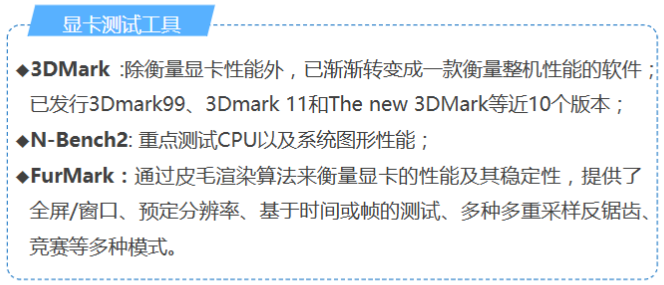 显卡测试工具
◆3DMark :除衡量显卡性能外，已渐渐转变成一款衡量整机性能的软件；
已发行3Dmark99、3Dmark 11和The new 3DMark等近10个版本；
◆N-Bench2: 重点测试CPU以及系统图形性能；
◆FurMark：通过皮毛渲染算法来衡量显卡的性能及其稳定性，提供了
全屏/窗口、预定分辨率、基于时间或帧的测试、多种多重采样反锯齿、
竞赛等多种模式。